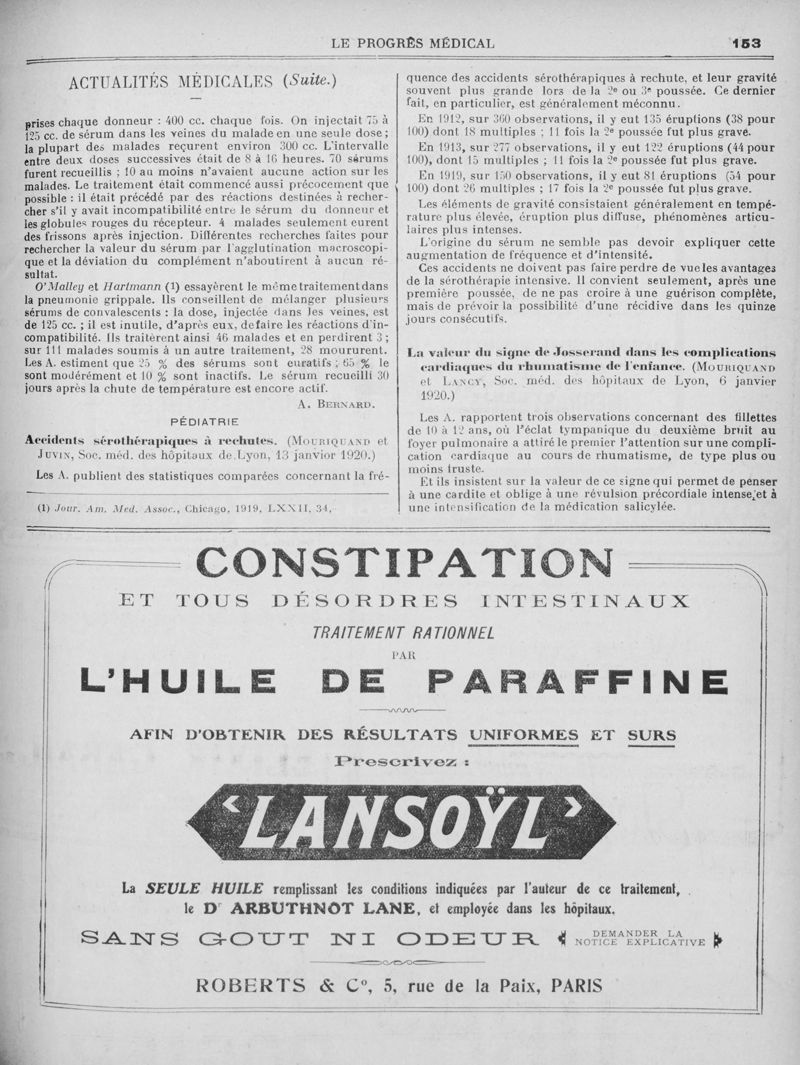 LE PROGRÈS MÉDICAL
153
ACTUALITÉS MÉDICALES (Suite.)
prises chaque donneur : 400 cc. chaque fois. On injectait 75 à
125 cc. de sérum dans les veines du malade en une seule dose ;
la plupart des malades reçurent environ 300 cc. L'intervalle
entre deux doses successives était de 8 à 16 heures. 70 sérums
furent recueillis ; 10 au moins n'avaient aucune action sur les
malades. Le traitement était commencé aussi précocement que
possible : il était précédé par des réactions destinées à recher-
cher s'il y avait incompatibilité entre le sérum du donneur et
les globules rouges du récepteur. 4 malades seulement eurent
des frissons après injection. Différentes recherches faites pour
rechercher la valeur du sérum par l'agglutination macroscopi-
que et la déviation du complément n'aboutirent à aucun ré-
sultat.
O'Malley et Hartmann (1) essayèrent le même traitement dans
la pneumonie grippale. Ils conseillent de mélanger plusieurs
sérums de convalescents : la dose, injectée dans les veines, est
de 125 cc. ; il est inutile, d'après eux, de faire les réactions d'in-
compatibilité. Ils traitèrent ainsi 46 malades et en perdirent 3 ;
sur 111 malades soumis à un autre traitement, 28 moururent.
Les A. estiment que 25 % des sérums sont curatifs ; 65 % le
sont modérément et 10 % sont inactifs. Le sérum recueilli 30
jours après la chute de température est encore actif.
A. BERNARD.
PÉDIATRIE
Accidents sérothérapiques à rechutes. (MOURIQUAND et
JUVIN, Soc. méd. des hôpitaux de Lyon, 13 janvier 1920.)
Les A. publient des statistiques comparées concernant la fré-
(1) Jour. Am. Med. Assoc., Chicago, 1919, LXXII, 34,
quence des accidents sérothérapiques à rechute, et leur gravité
souvent plus grande lors de la 2e ou 3e poussée. Ce dernier
fait, en particulier, est généralement méconnu.
En 1912, sur 360 observations, il y eut 135 éruptions (38 pour
100) dont 18 multiples ; 11 fois la 2e poussée fut plus grave.
En 1913, sur 277 observations, il y eut 122 éruptions (44 pour
100), dont 15 multiples ; 11 fois la 2e poussée fut plus grave.
En 1919, sur 150 observations, il y eut 81 éruptions (54 pour
100) dont 26 multiples ; 17 fois la 2e poussée fut plus grave.
Les éléments de gravité consistaient généralement en tempé-
rature plus élevée, éruption plus diffuse, phénomènes articu-
laires plus intenses.
L'origine du sérum ne semble pas devoir expliquer cette
augmentation de fréquence et d'intensité.
Ces accidents ne doivent pas faire perdre de vue les avantages
de la sérothérapie intensive. Il convient seulement, après une
première poussée, de ne pas croire à une guérison complète,
mais de prévoir la possibilité d'une récidive dans les quinze
jours consécutifs.
La valeur du signe de Josserand dans les complications
cardiaques du rhumatisme de l'enfance. (MOURIQUAND
et LANCY, Soc. méd. des hôpitaux de Lyon, 6 janvier
1920.)
Les A. rapportent trois observations concernant des fillettes
de 10 à 12 ans, où l'éclat tympanique du deuxième bruit au
foyer pulmonaire a attiré le premier l'attention sur une compli-
cation cardiaque au cours de rhumatisme, de type plus ou
moins truste.
Et ils insistent sur la valeur de ce signe qui permet de penser
à une cardite et oblige à une révulsion précordiale intense, et à
une intensification de la médication salicylée.
CONSTIPATION
ET TOUS DÉSORDRES INTESTINAUX
TRAITEMENT RATIONNEL
PAR
L'HUILE DE PARAFFINE
AFIN D'OBTENIR DES RÉSULTATS UNIFORMES ET SURS
Prescrivez :
‹LANSOŸL›
La SEULE HUILE remplissant les conditions indiquées par l'auteur de ce traitement,
le Dr ARBUTHNOT LANE, et employée dans les hôpitaux.
SANS GOUT NI ODEUR
DEMANDER LA
NOTICE EXPLICATIVE
ROBERTS & Co, 5, rue de la Paix, PARIS